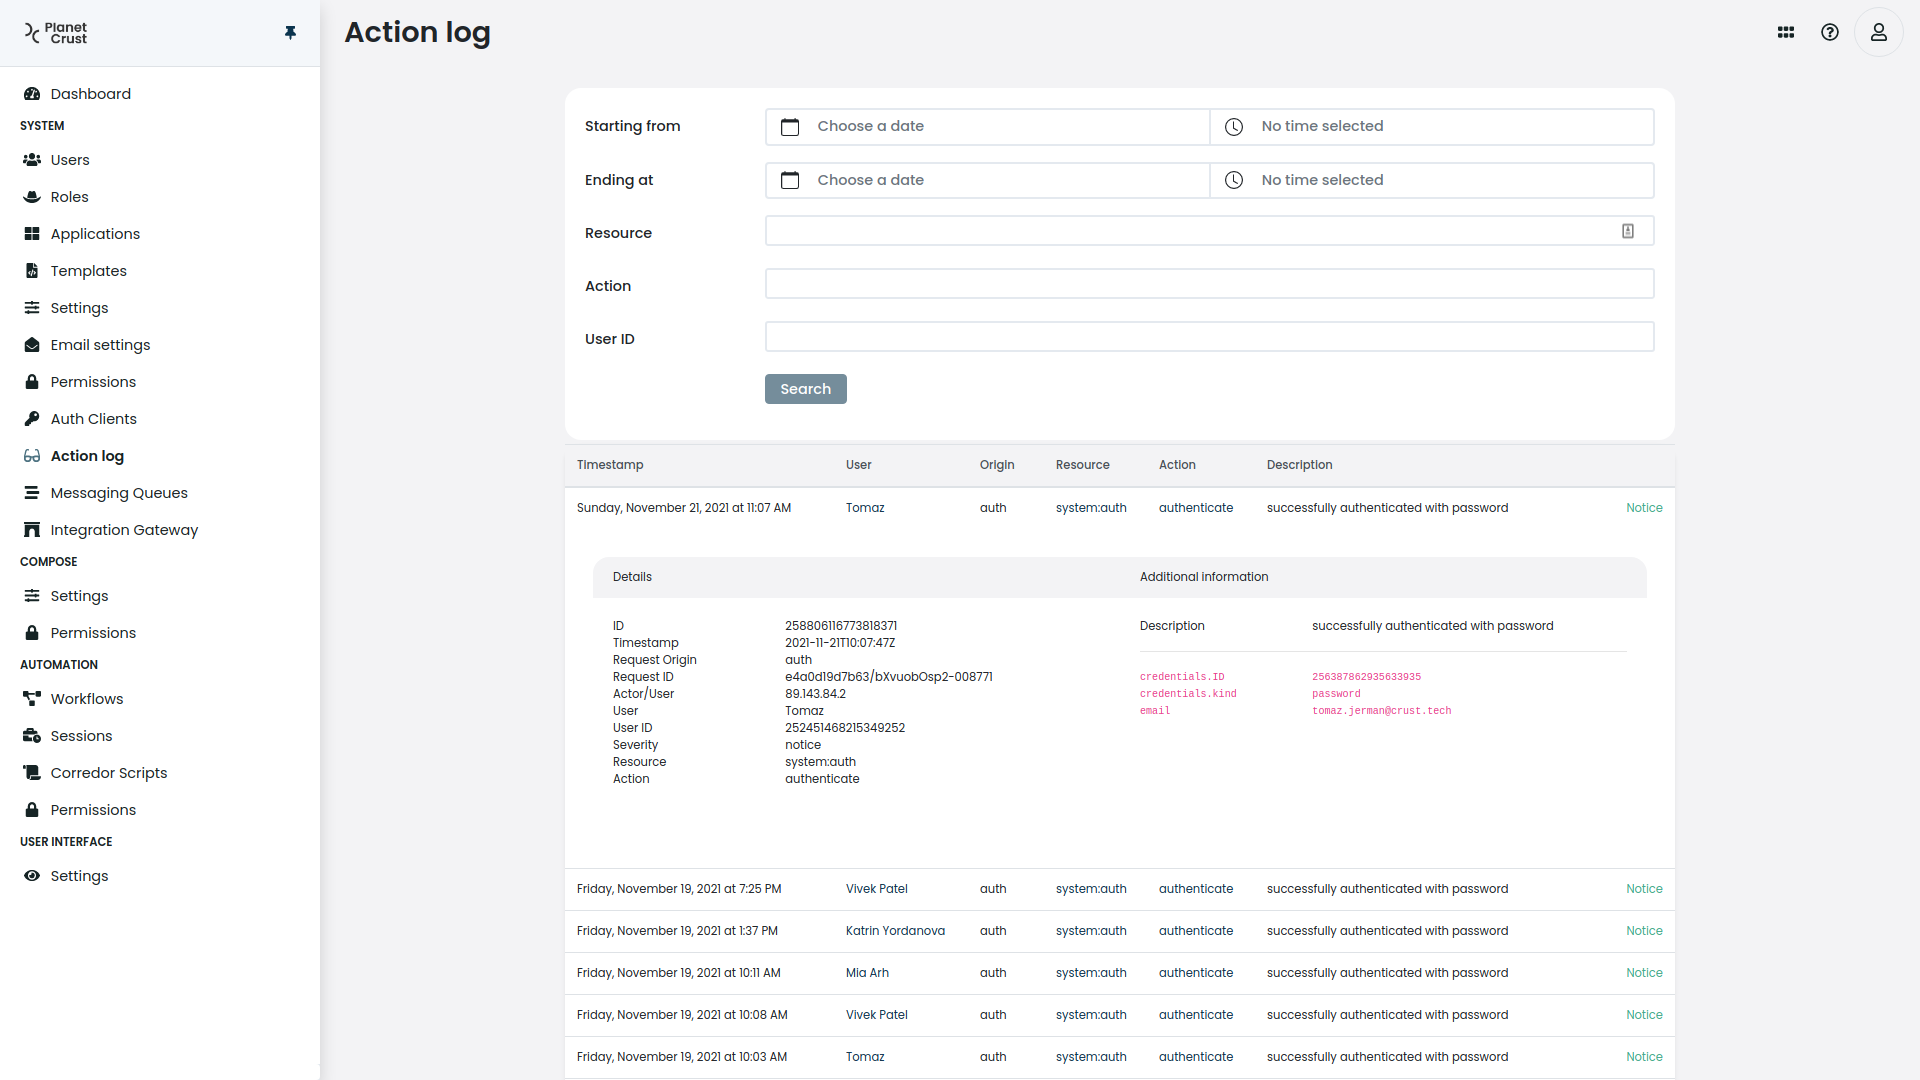 Planet
Crust
Action log
Dashboard
SYSTEM
Users
Roles
Applications
Templates
Settings
Email settings
Permissions
Auth Clients
Action log
Messaging Queues
Integration Gateway
COMPOSE
Settings
Permissions
AUTOMATION
Workflows
Sessions
Corredor Scripts
Permissions
USER INTERFACE
Settings
Starting from Choose a date No time selected
Ending at Choose a date No time selected
Resource
Action
User ID
Search
Timestamp User Origin Resource Action Description
Sunday, November 21, 2021 at 11:07 AM Tomaz auth system:auth authenticate successfully authenticated with password Notice
Details Additional information
ID 258806116773818371 Description successfully authenticated with password
Timestamp 2021-11-21T10:07:47Z
Request Origin auth
Request ID e4a0d19d7b63/bXvuobOsp2-008771 credentials.ID 256387862935633935
Actor/User 89.143.84.2 credentials.kind password
User Tomaz email tomaz.jerman@crust.tech
User ID 252451468215349252
Severity notice
Resource system:auth
Action authenticate
Friday, November 19, 2021 at 7:25 PM Vivek Patel auth system:auth authenticate successfully authenticated with password Notice
Friday, November 19, 2021 at 1:37 PM Katrin Yordanova auth system:auth authenticate successfully authenticated with password Notice
Friday, November 19, 2021 at 10:11 AM Mia Arh auth system:auth authenticate successfully authenticated with password Notice
Friday, November 19, 2021 at 10:08 AM Vivek Patel auth system:auth authenticate successfully authenticated with password Notice
Friday, November 19, 2021 at 10:03 AM Tomaz auth system:auth authenticate successfully authenticated with password Notice